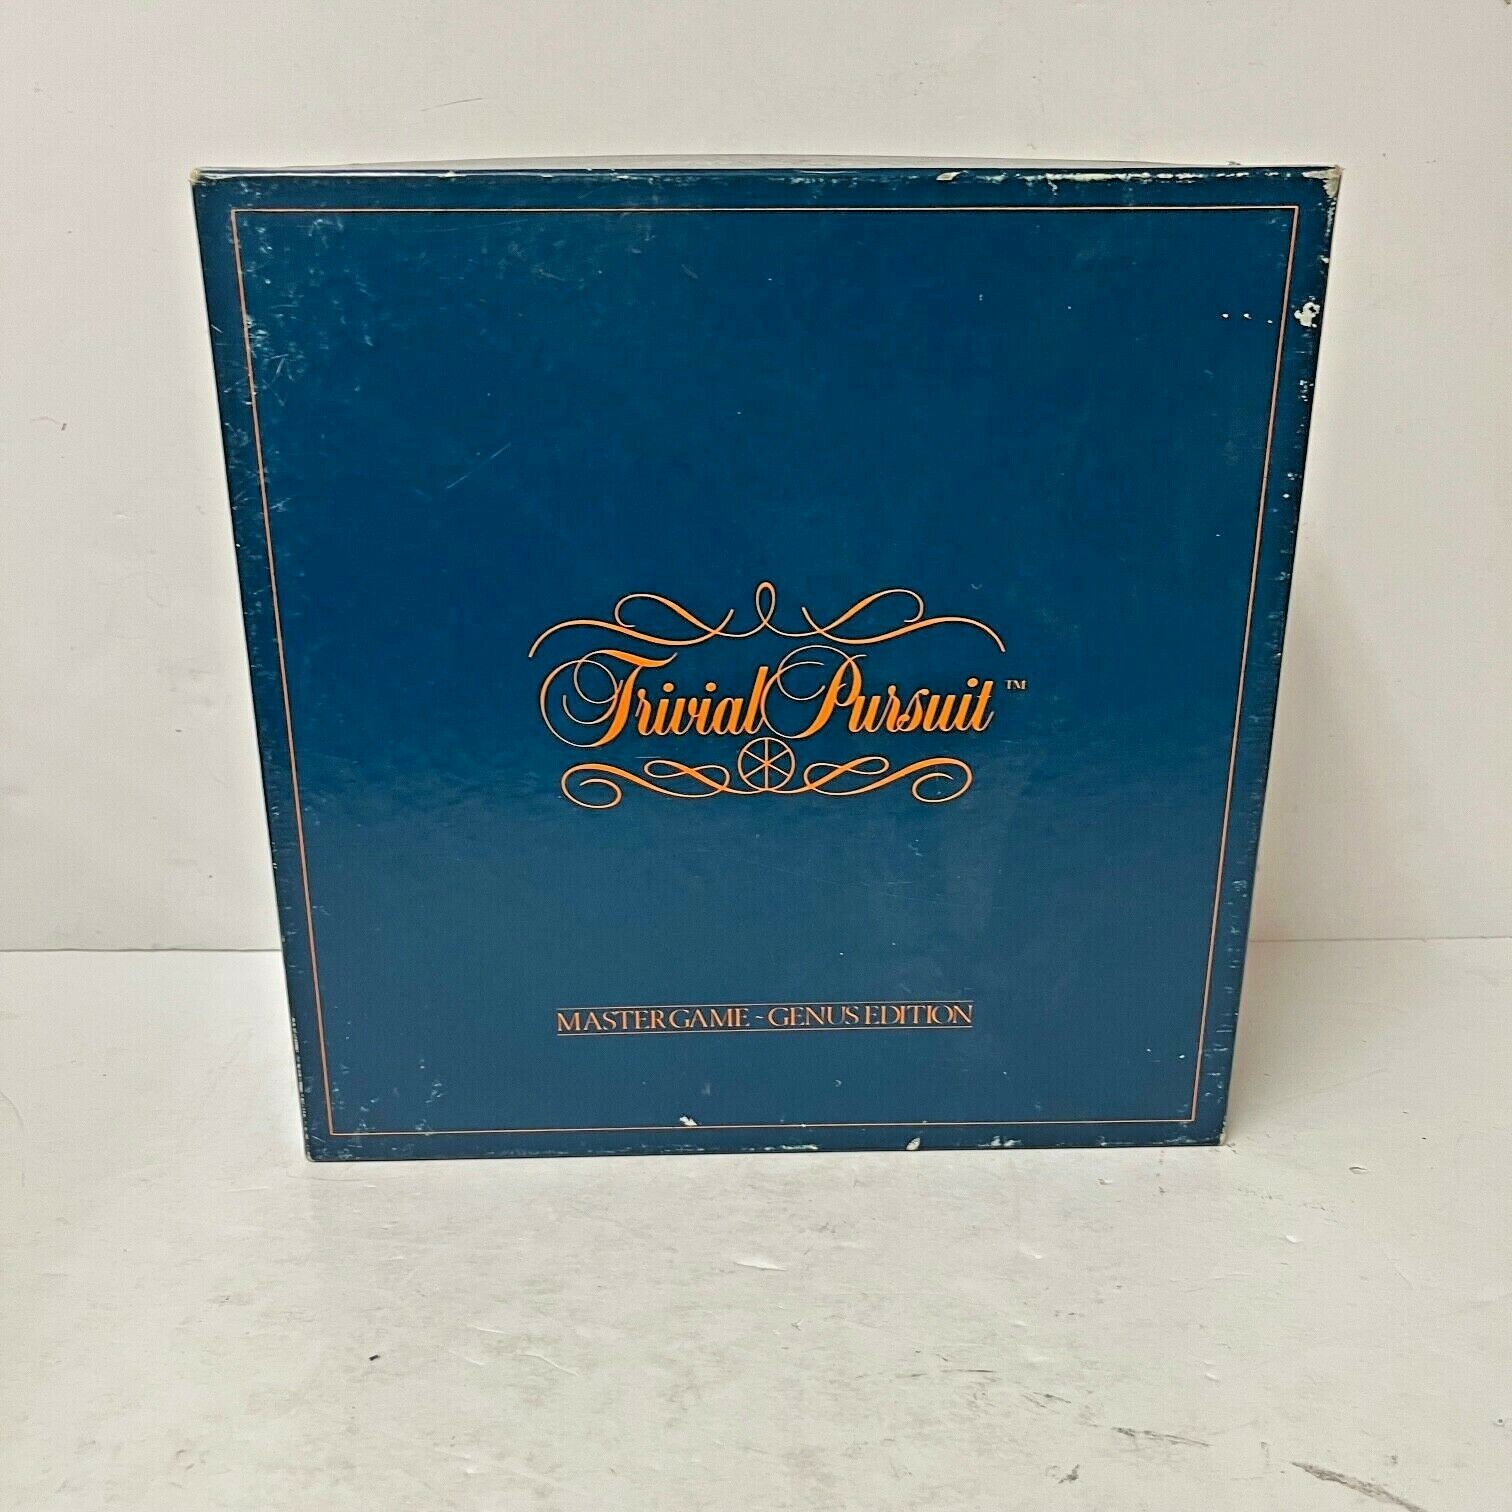 Trivial Pursuit™
MASTER GAME - GENUS EDITION